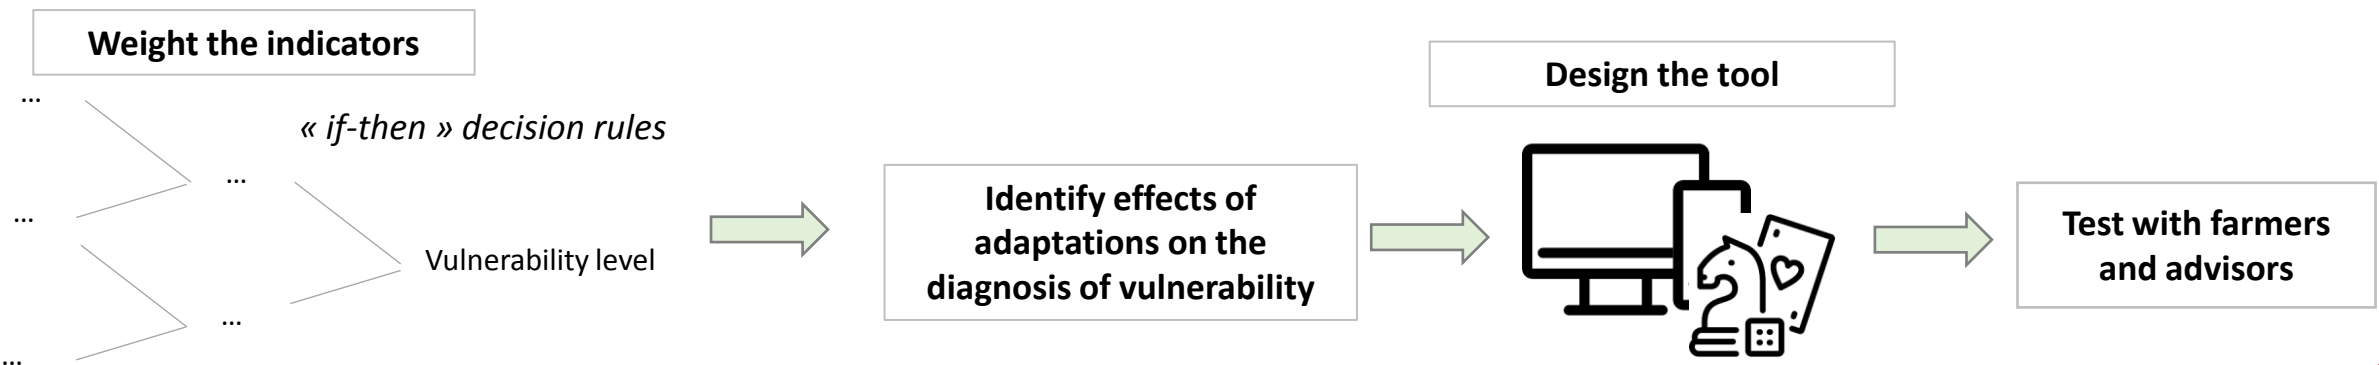 Weight the indicators
...
« if-then » decision rules
...
...
Vulnerability level
...
...
Identify effects of
adaptations on the
diagnosis of vulnerability
Design the tool
Test with farmers
and advisors